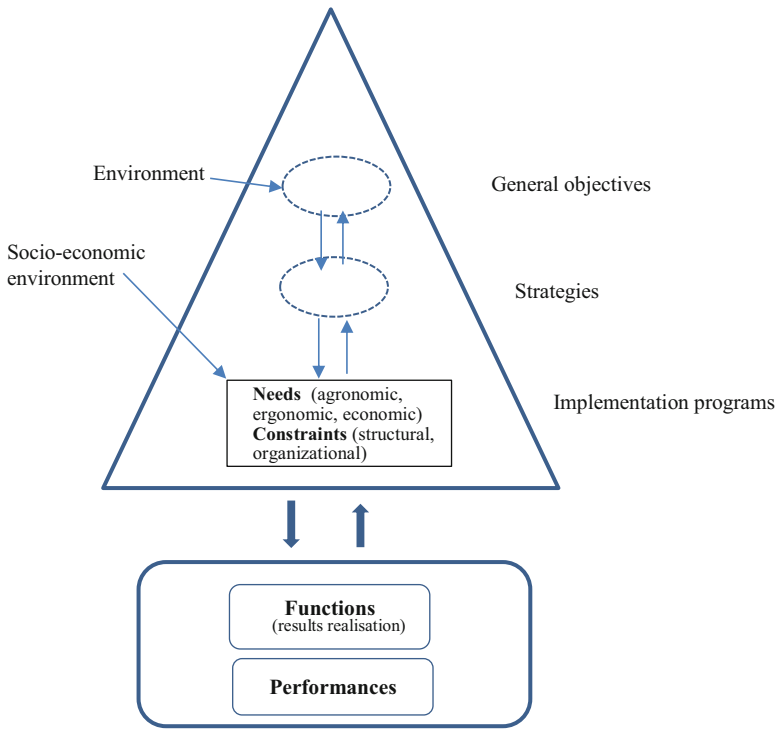 Environment
General objectives
Socio-economic
environment
Strategies
Needs (agronomic,
ergonomic, economic)
Constraints (structural,
organizational)
Implementation programs
Functions
(results realisation)
Performances